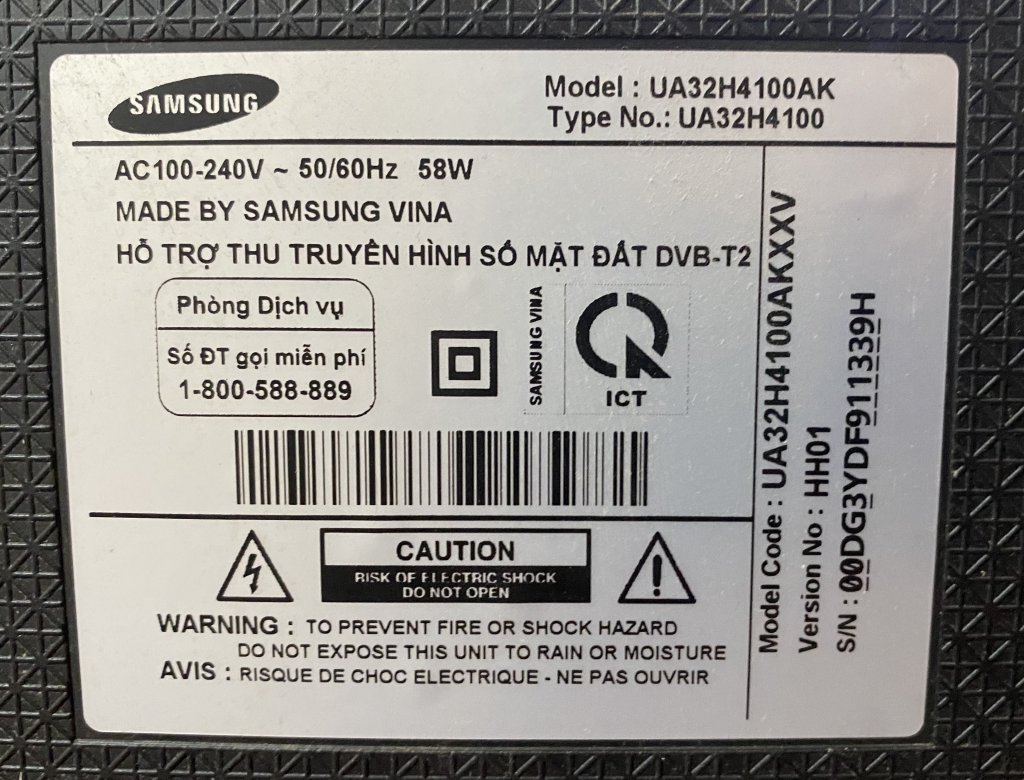 SAMSUNG
Model : UA32H4100AK
Type No.: UA32H4100
AC100-240V ~ 50/60Hz 58W
MADE BY SAMSUNG VINA
HỖ TRỢ THU TRUYỀN HÌNH SỐ MẶT ĐẤT DVB-T2
Phòng Dịch vụ
Số ĐT gọi miễn phí
1-800-588-889
SAMSUNG VINA
ICT
CAUTION
RISK OF ELECTRIC SHOCK
DO NOT OPEN
WARNING : TO PREVENT FIRE OR SHOCK HAZARD
DO NOT EXPOSE THIS UNIT TO RAIN OR MOISTURE
AVIS : RISQUE DE CHOC ELECTRIQUE - NE PAS OUVRIR
Model Code : UA32H4100AKXXV
Version No : HH01
S/N : 00DG3YDF911339H